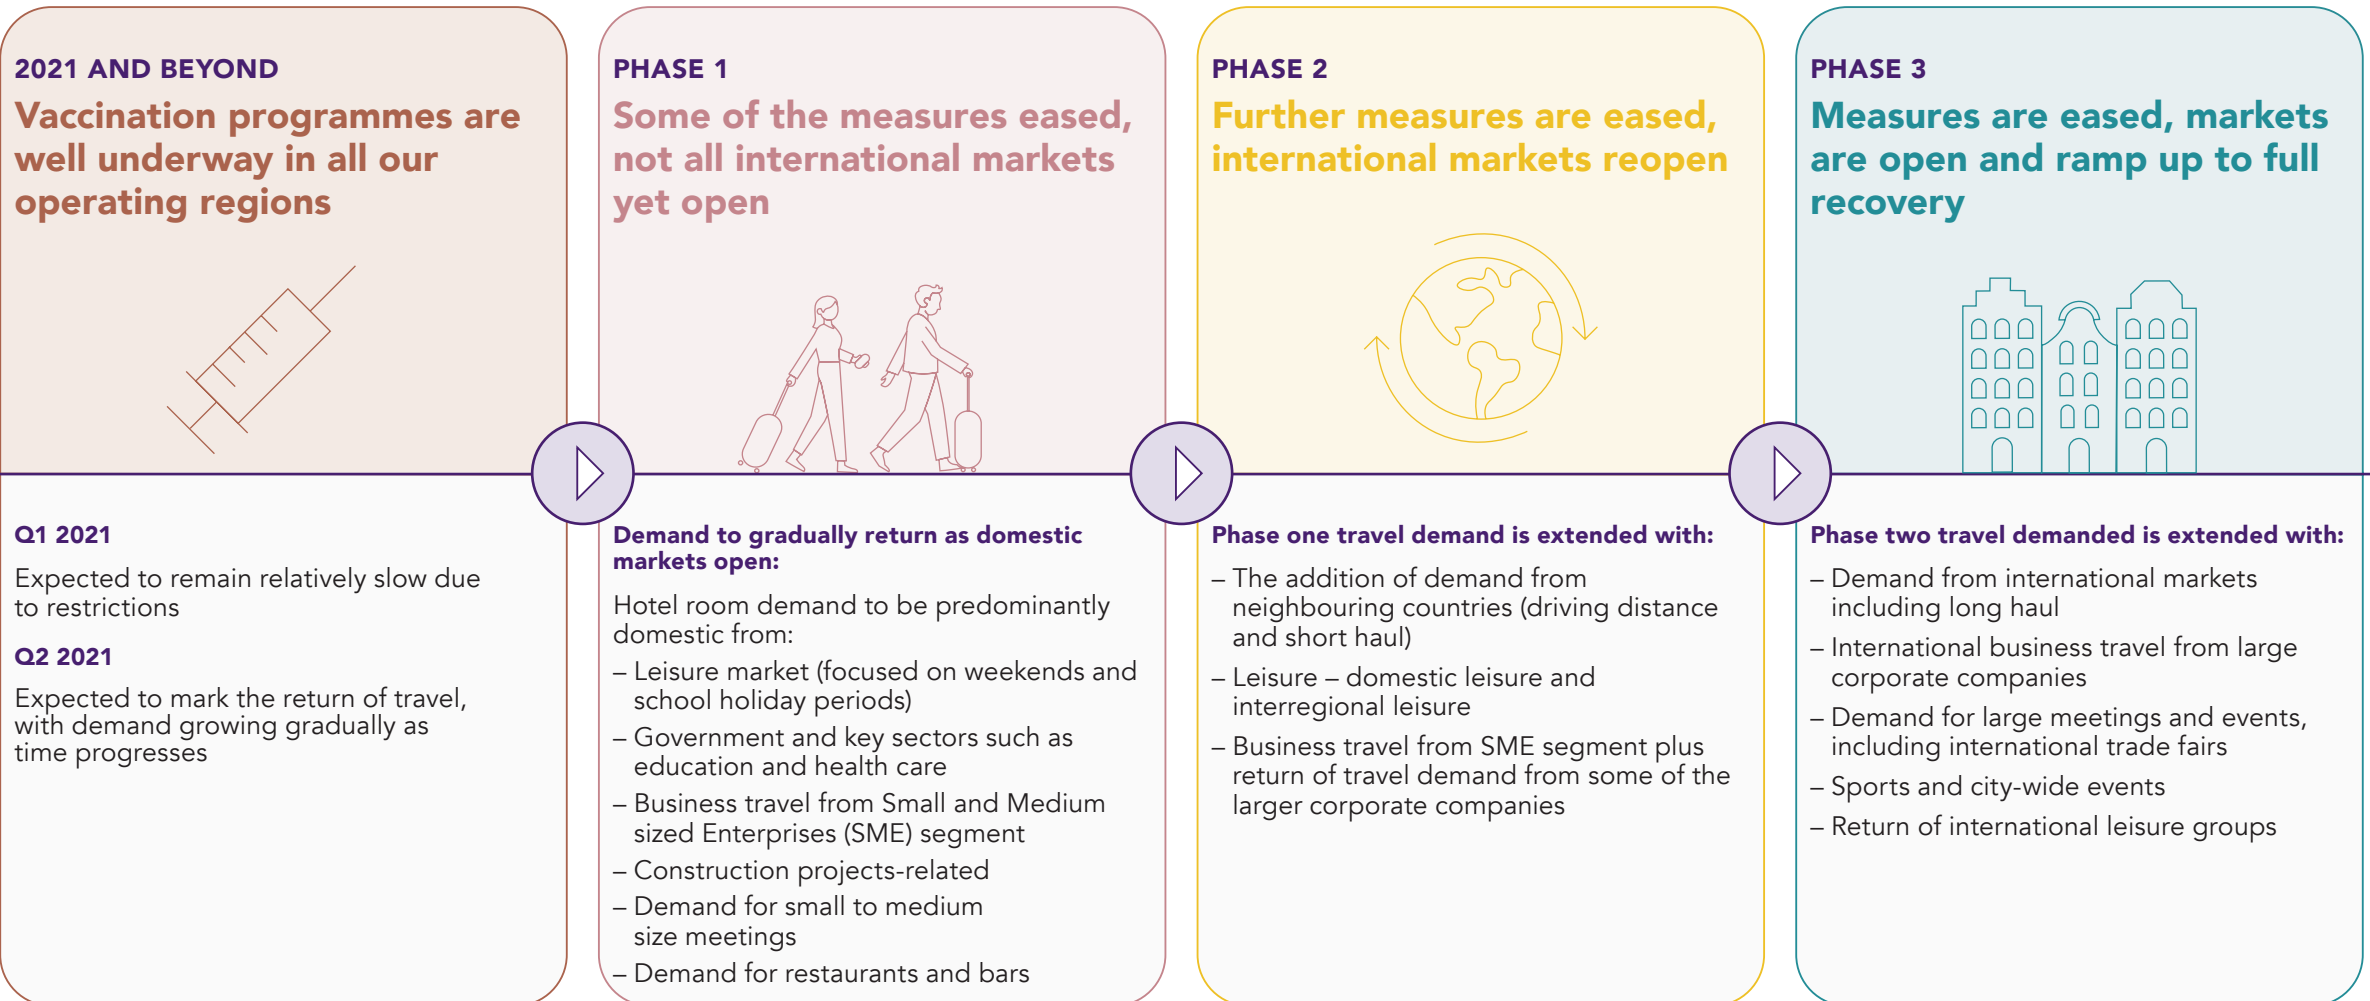 2021 AND BEYOND
Vaccination programmes are
well underway in all our
operating regions
Q1 2021
Expected to remain relatively slow due
to restrictions
Q2 2021
Expected to mark the return of travel,
with demand growing gradually as
time progresses
PHASE 1
Some of the measures eased,
not all international markets
yet open
Demand to gradually return as domestic
markets open:
Hotel room demand to be predominantly
domestic from:
– Leisure market (focused on weekends and
school holiday periods)
– Government and key sectors such as
education and health care
– Business travel from Small and Medium
sized Enterprises (SME) segment
– Construction projects-related
– Demand for small to medium
size meetings
– Demand for restaurants and bars
PHASE 2
Further measures are eased,
international markets reopen
Phase one travel demand is extended with:
– The addition of demand from
neighbouring countries (driving distance
and short haul)
– Leisure – domestic leisure and
interregional leisure
– Business travel from SME segment plus
return of travel demand from some of the
larger corporate companies
PHASE 3
Measures are eased, markets
are open and ramp up to full
recovery
Phase two travel demanded is extended with:
– Demand from international markets
including long haul
– International business travel from large
corporate companies
– Demand for large meetings and events,
including international trade fairs
– Sports and city-wide events
– Return of international leisure groups